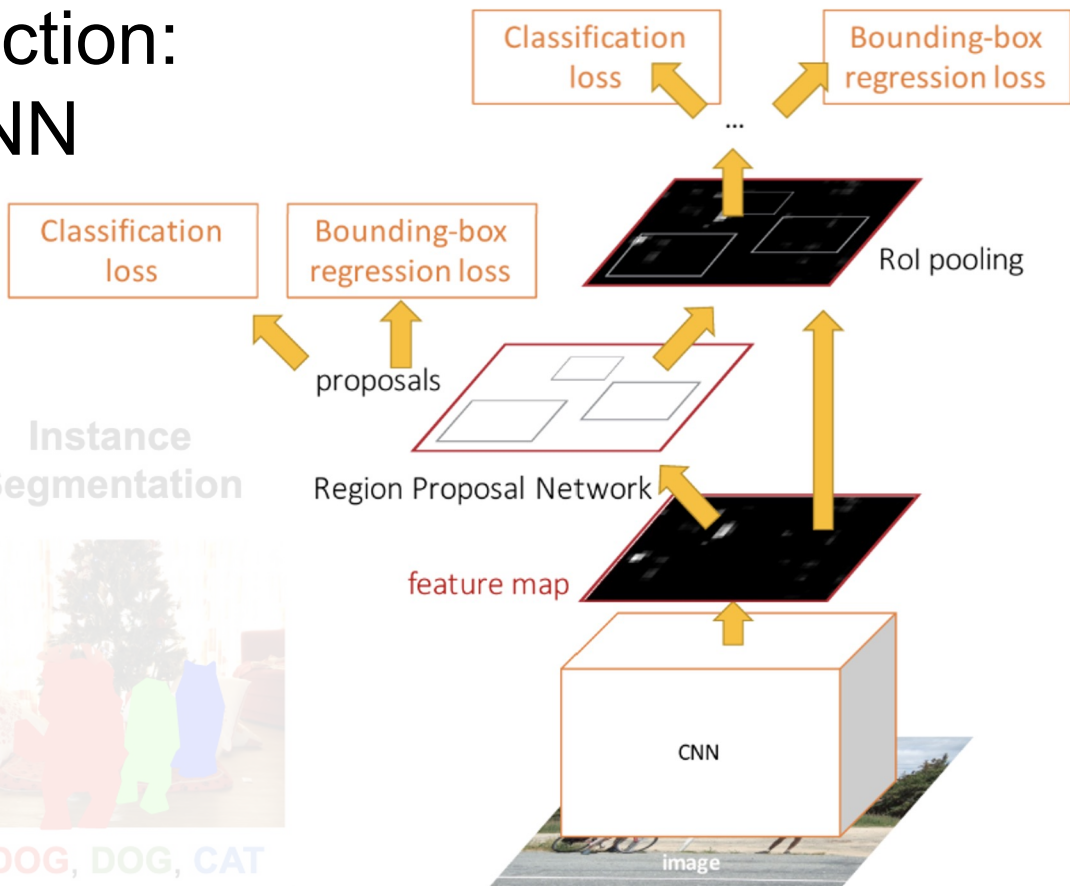 ction:
NN
Classification
loss
Bounding-box
regression loss
...
Classification
loss
Bounding-box
regression loss
RoI pooling
proposals
Instance
Segmentation
Region Proposal Network
feature map
CNN
image
DOG, DOG, CAT